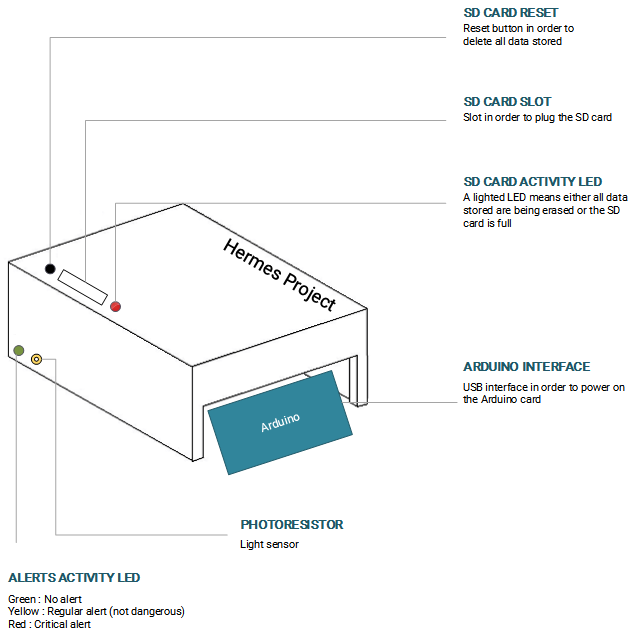 SD CARD RESET
Reset button in order to
delete all data stored
SD CARD SLOT
Slot in order to plug the SD card
SD CARD ACTIVITY LED
A lighted LED means either all data
stored are being erased or the SD
card is full
Hermes Project
ARDUINO INTERFACE
USB interface in order to power on
the Arduino card
Arduino
PHOTORESISTOR
Light sensor
ALERTS ACTIVITY LED
Green : No alert
Yellow : Regular alert (not dangerous)
Red : Critical alert